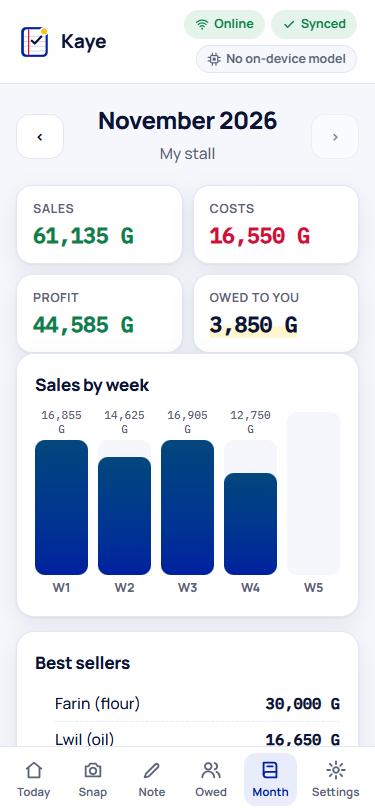 Kaye
Online
Synced
No on-device model
November 2026
My stall
SALES
61,135 G
COSTS
16,550 G
PROFIT
44,585 G
OWED TO YOU
3,850 G
Sales by week
16,855
G
14,625
G
16,905
G
12,750
G
W1
W2
W3
W4
W5
Best sellers
Farin (flour)
30,000 G
Lwil (oil)
16,650 G
Today
Snap
Note
Owed
Month
Settings